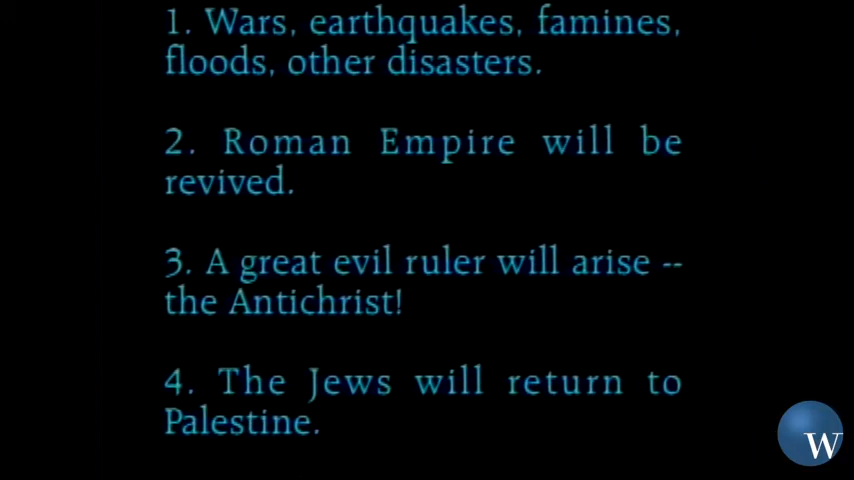 1. Wars, earthquakes, famines,
floods, other disasters.
2. Roman Empire will be
revived.
3. A great evil ruler will arise --
the Antichrist!
4. The Jews will return to
Palestine.
W